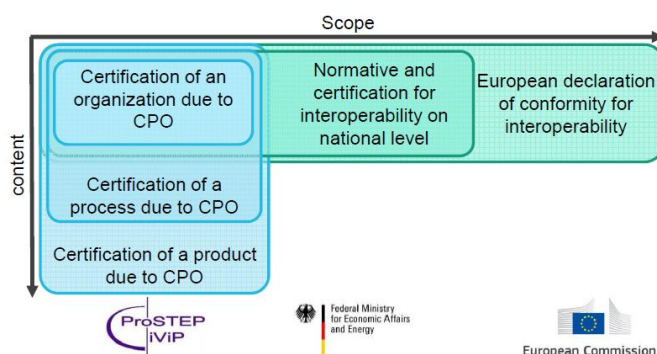 Scope
content
Certification of an
organization due to
CPO
Normative and
certification for
interoperability on
national level
European declaration
of conformity for
interoperability
Certification of a
process due to CPO
Certification of a product
due to CPO
ProSTEP
iViP
Federal Ministry
for Economic Affairs
and Energy
European Commission